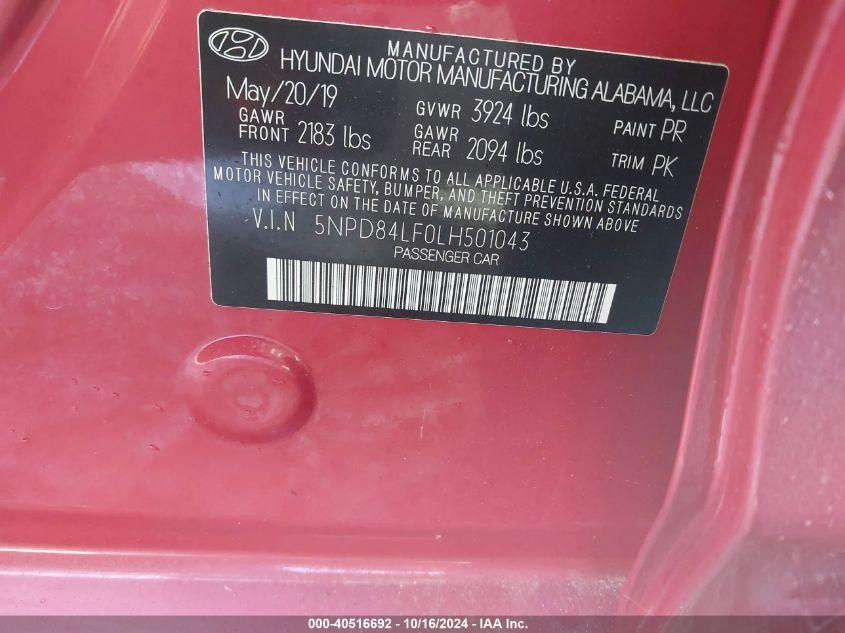 MANUFACTURED BY
HYUNDAI MOTOR MANUFACTURING ALABAMA, LLC
May/20/19 GVWR 3924 lbs PAINT PR
GAWR FRONT 2183 lbs GAWR REAR 2094 lbs TRIM PK
THIS VEHICLE CONFORMS TO ALL APPLICABLE U.S.A. FEDERAL
MOTOR VEHICLE SAFETY, BUMPER, AND THEFT PREVENTION STANDARDS
IN EFFECT ON THE DATE OF MANUFACTURE SHOWN ABOVE
V.I.N 5NPD84LF0LH501043
PASSENGER CAR
000-40516692 - 10/16/2024 - IAA Inc.